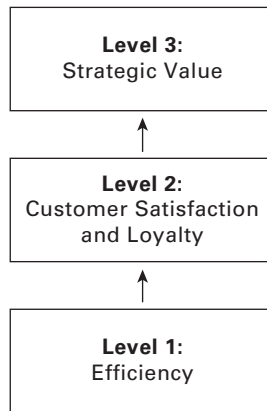 Level 3:
Strategic Value
Level 2:
Customer Satisfaction
and Loyalty
Level 1:
Efficiency